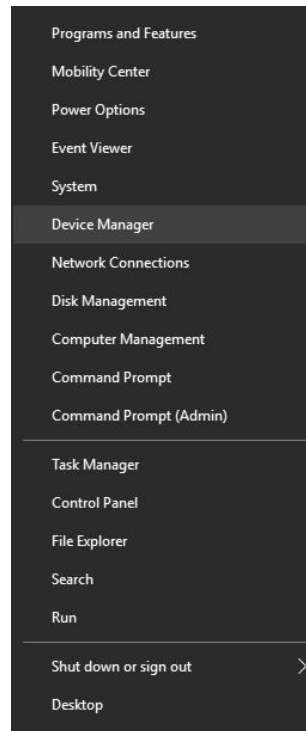 Programs and Features
Mobility Center
Power Options
Event Viewer
System
Device Manager
Network Connections
Disk Management
Computer Management
Command Prompt
Command Prompt (Admin)
Task Manager
Control Panel
File Explorer
Search
Run
Shut down or sign out
Desktop